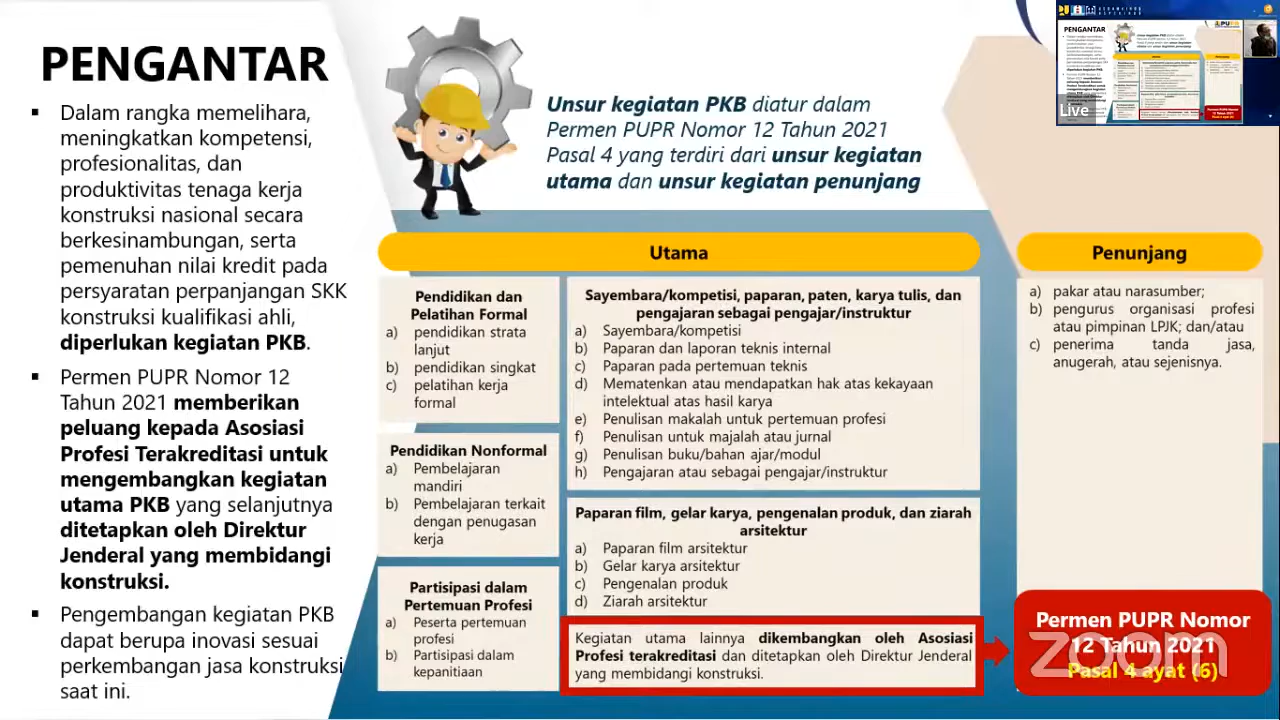 PENGANTAR
▪ Dalam rangka memelihara,
meningkatkan kompetensi,
profesionalitas, dan
produktivitas tenaga kerja
konstruksi nasional secara
berkesinambungan, serta
pemenuhan nilai kredit pada
persyaratan perpanjangan SKK
konstruksi kualifikasi ahli,
diperlukan kegiatan PKB.
▪ Permen PUPR Nomor 12
Tahun 2021 memberikan
peluang kepada Asosiasi
Profesi Terakreditasi untuk
mengembangkan kegiatan
utama PKB yang selanjutnya
ditetapkan oleh Direktur
Jenderal yang membidangi
konstruksi.
▪ Pengembangan kegiatan PKB
dapat berupa inovasi sesuai
perkembangan jasa konstruksi
saat ini.
Unsur kegiatan PKB diatur dalam
Permen PUPR Nomor 12 Tahun 2021
Pasal 4 yang terdiri dari unsur kegiatan
utama dan unsur kegiatan penunjang
Utama
Pendidikan dan
Pelatihan Formal
a) pendidikan strata
lanjut
b) pendidikan singkat
c) pelatihan kerja
formal
Pendidikan Nonformal
a) Pembelajaran
mandiri
b) Pembelajaran terkait
dengan penugasan
kerja
Partisipasi dalam
Pertemuan Profesi
a) Peserta pertemuan
profesi
b) Partisipasi dalam
kepanitiaan
Sayembara/kompetisi, paparan, paten, karya tulis, dan
pengajaran sebagai pengajar/instruktur
a) Sayembara/kompetisi
b) Paparan dan laporan teknis internal
c) Paparan pada pertemuan teknis
d) Mematenkan atau mendapatkan hak atas kekayaan
intelektual atas hasil karya
e) Penulisan makalah untuk pertemuan profesi
f) Penulisan untuk majalah atau jurnal
g) Penulisan buku/bahan ajar/modul
h) Pengajaran atau sebagai pengajar/instruktur
Paparan film, gelar karya, pengenalan produk, dan ziarah
arsitektur
a) Paparan film arsitektur
b) Gelar karya arsitektur
c) Pengenalan produk
d) Ziarah arsitektur
Kegiatan utama lainnya dikembangkan oleh Asosiasi
Profesi terakreditasi dan ditetapkan oleh Direktur Jenderal
yang membidangi konstruksi.
Penunjang
a) pakar atau narasumber;
b) pengurus organisasi profesi
atau pimpinan LPJK; dan/atau
c) penerima tanda jasa,
anugerah, atau sejenisnya.
Permen PUPR Nomor
12 Tahun 2021
Pasal 4 ayat (6)
zoom
Live
PENGANTAR
PUPR
Permen PUPR Nomor
12 Tahun 2021
Pasal 4 ayat (6)